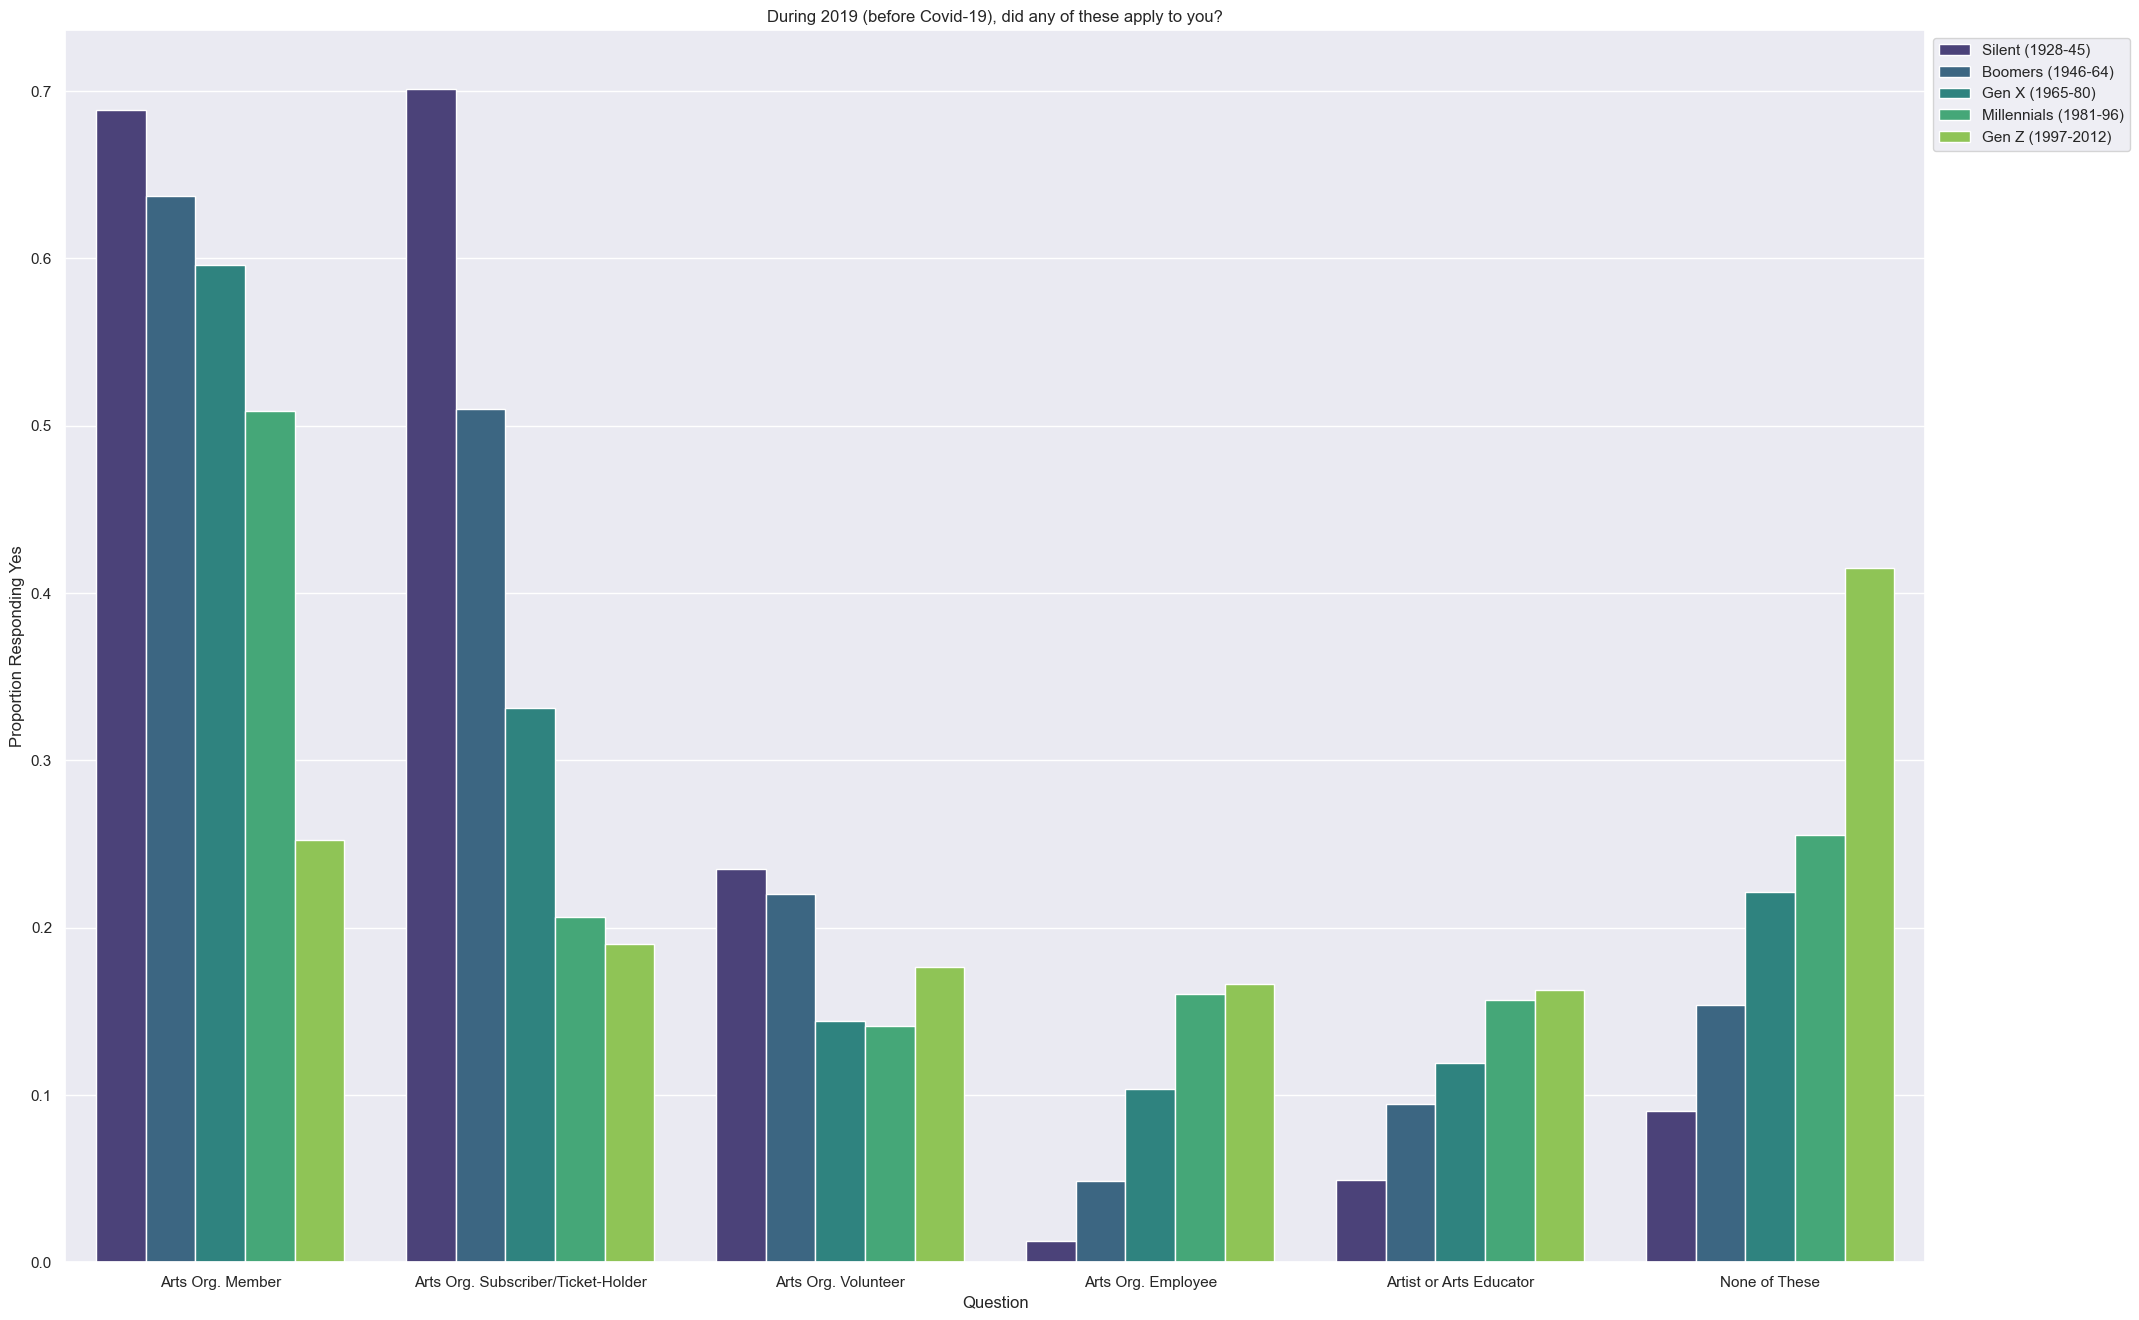 During 2019 (before Covid-19), did any of these apply to you?
Silent (1928-45)
Boomers (1946-64)
Gen X (1965-80)
Millennials (1981-96)
Gen Z (1997-2012)
Proportion Responding Yes
0.7
0.6
0.5
0.4
0.3
0.2
0.1
0.0
Arts Org. Member
Arts Org. Subscriber/Ticket-Holder
Arts Org. Volunteer
Arts Org. Employee
Artist or Arts Educator
None of These
Question